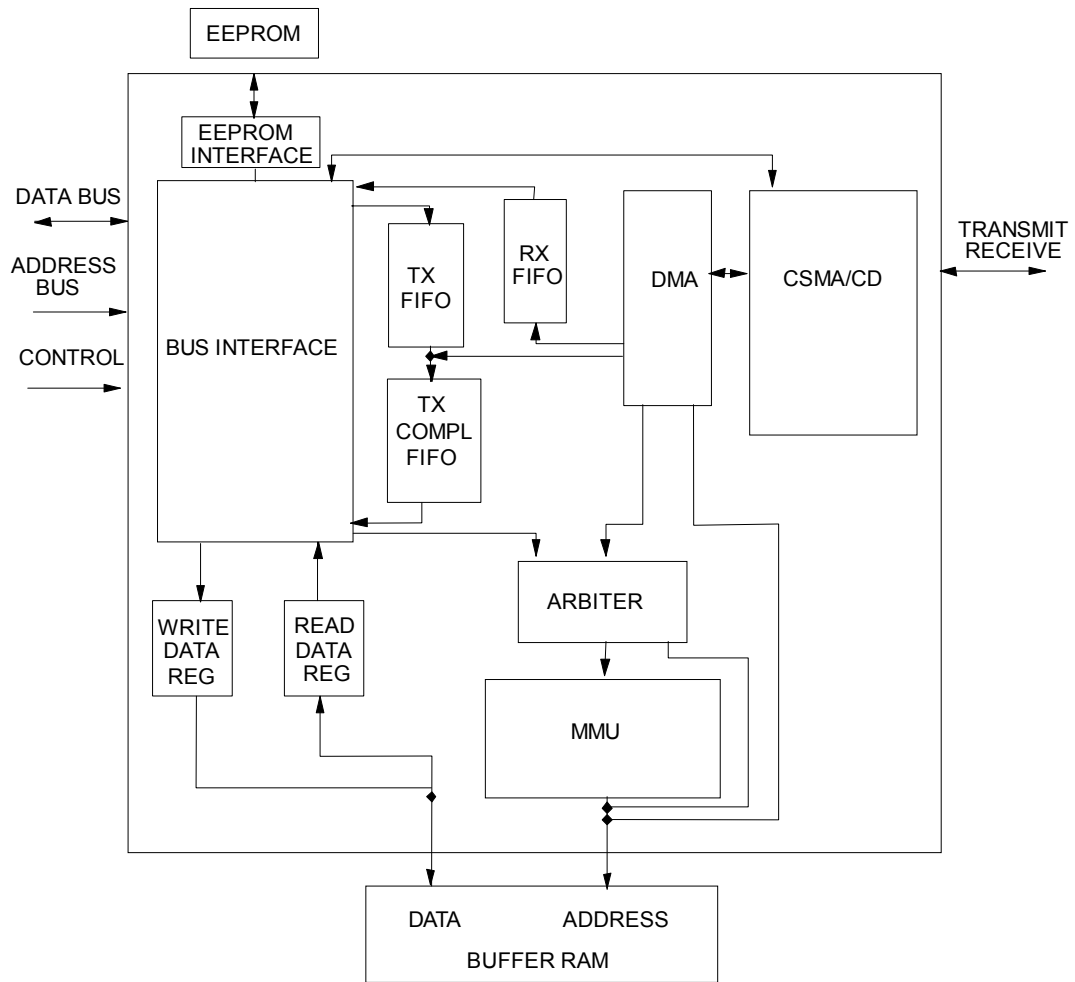 EEPROM
EEPROM
INTERFACE
DATA BUS
ADDRESS
BUS
CONTROL
BUS INTERFACE
TX
FIFO
RX
FIFO
DMA
CSMA/CD
TRANSMIT
RECEIVE
TX
COMPL
FIFO
WRITE
DATA
REG
READ
DATA
REG
ARBITER
MMU
DATA
ADDRESS
BUFFER RAM